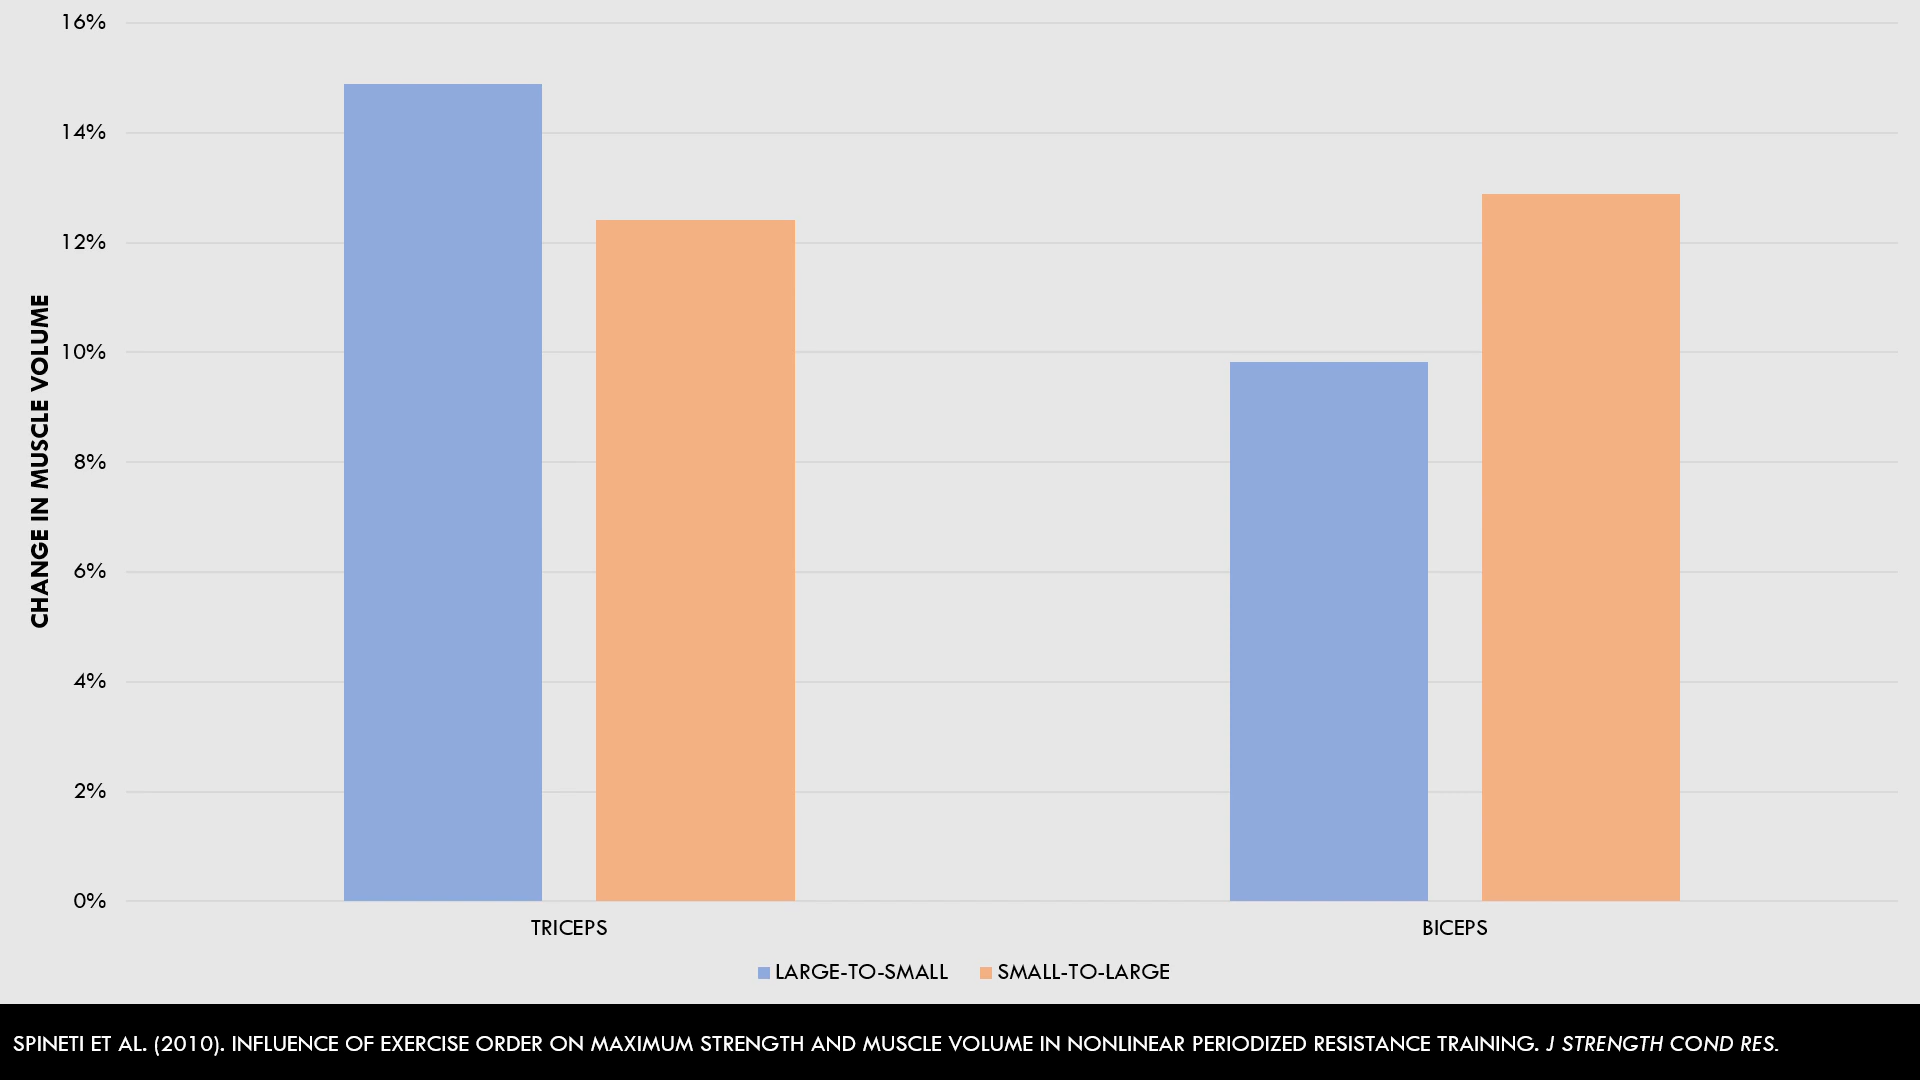 16%
14%
12%
10%
8%
6%
4%
2%
0%
CHANGE IN MUSCLE VOLUME
TRICEPS
BICEPS
LARGE-TO-SMALL
SMALL-TO-LARGE
SPINETI ET AL. (2010). INFLUENCE OF EXERCISE ORDER ON MAXIMUM STRENGTH AND MUSCLE VOLUME IN NONLINEAR PERIODIZED RESISTANCE TRAINING. J STRENGTH COND RES.